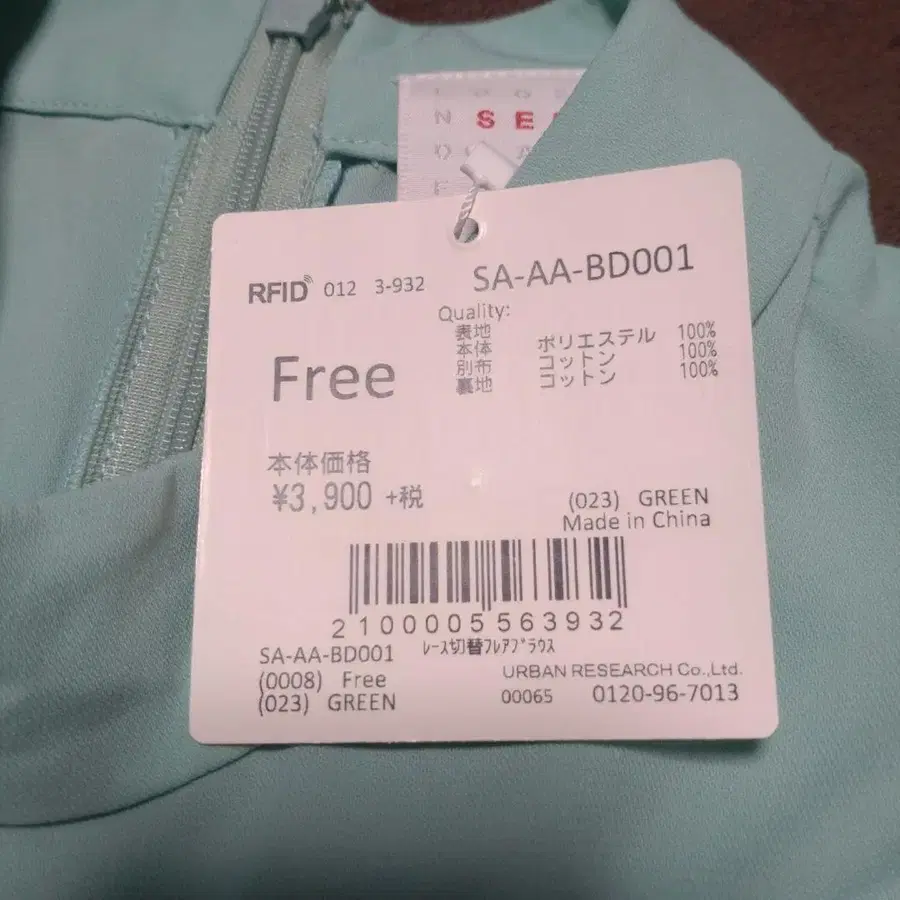 SE
RFID 012 3-932 SA-AA-BD001
Quality:
表地
本体 ポリエステル 100%
別布 コットン 100%
裏地 コットン 100%
Free
本体価格
¥3,900 +税
(023) GREEN
Made in China
2100005563932
SA-AA-BD001 ﾚｰｽ切替ﾌﾚｱﾌﾞﾗｳｽ
(0008) Free URBAN RESEARCH Co.,Ltd.
(023) GREEN 00065 0120-96-7013